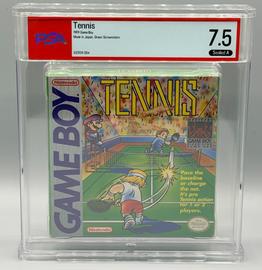 Tennis
1989 Game Boy
Made in Japan, Green Screenshots
PSA
7.5
Sealed A
TENNIS
GAME BOY
Pace the
baseline
or charge
the net.
It's pro
Tennis action
for 1 or 2
players.
Nintendo
Nintendo